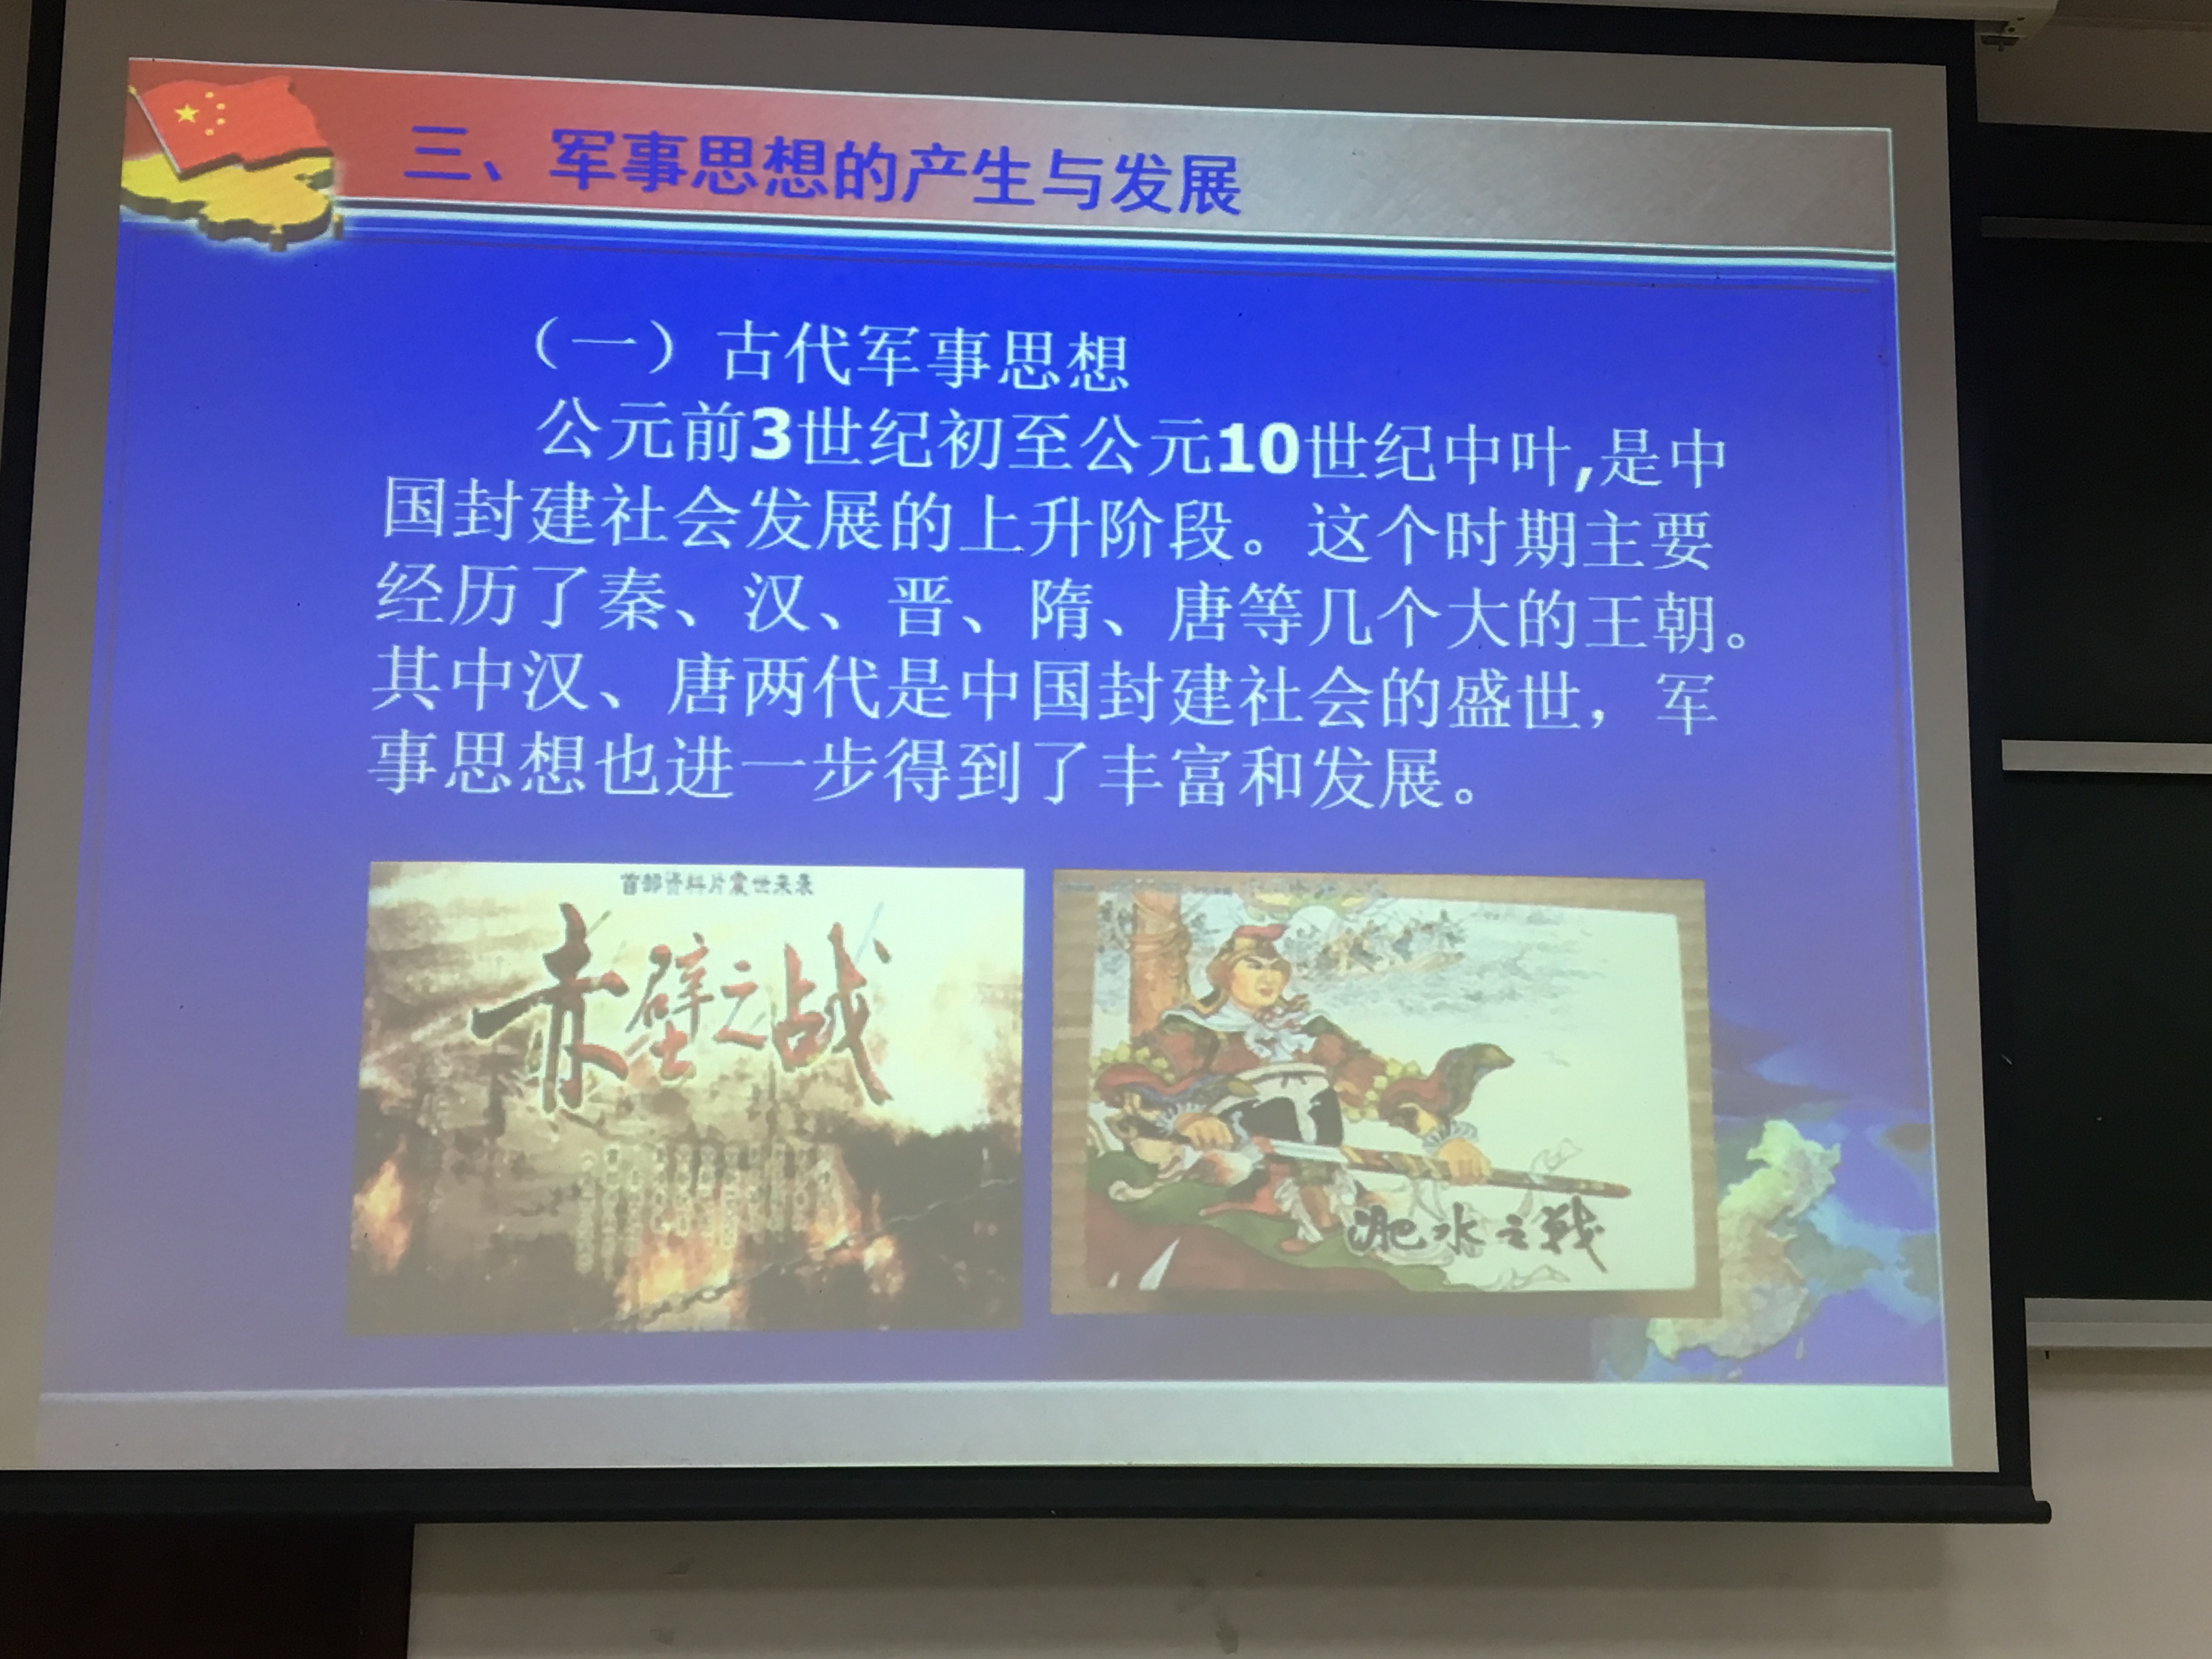 三、军事思想的产生与发展
（一）古代军事思想
公元前3世纪初至公元10世纪中叶,是中
国封建社会发展的上升阶段。这个时期主要
经历了秦、汉、晋、隋、唐等几个大的王朝。
其中汉、唐两代是中国封建社会的盛世，军
事思想也进一步得到了丰富和发展。
首部资料片震世来袭
赤壁之战
淝水之战